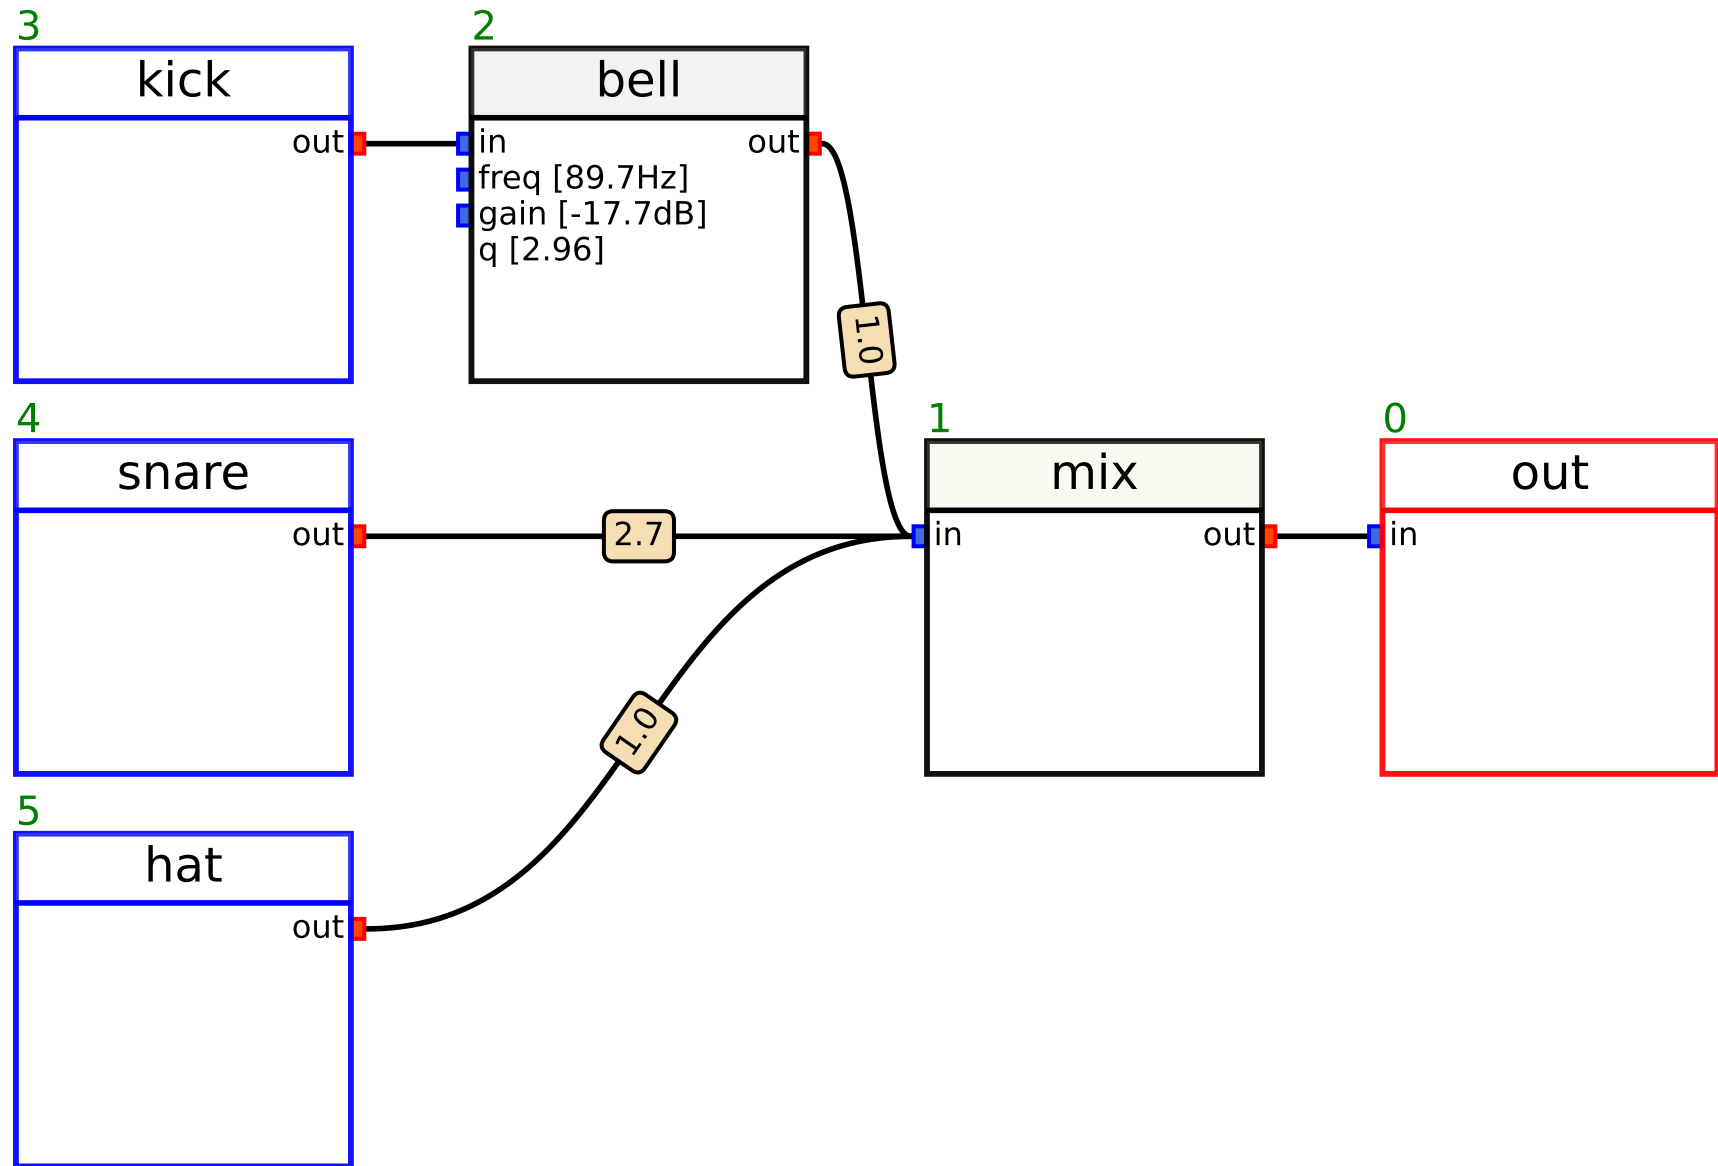 3
kick
out
2
bell
in
out
freq [89.7Hz]
gain [-17.7dB]
q [2.96]
1.0
4
snare
out
2.7
1
mix
in
out
0
out
in
1.0
5
hat
out